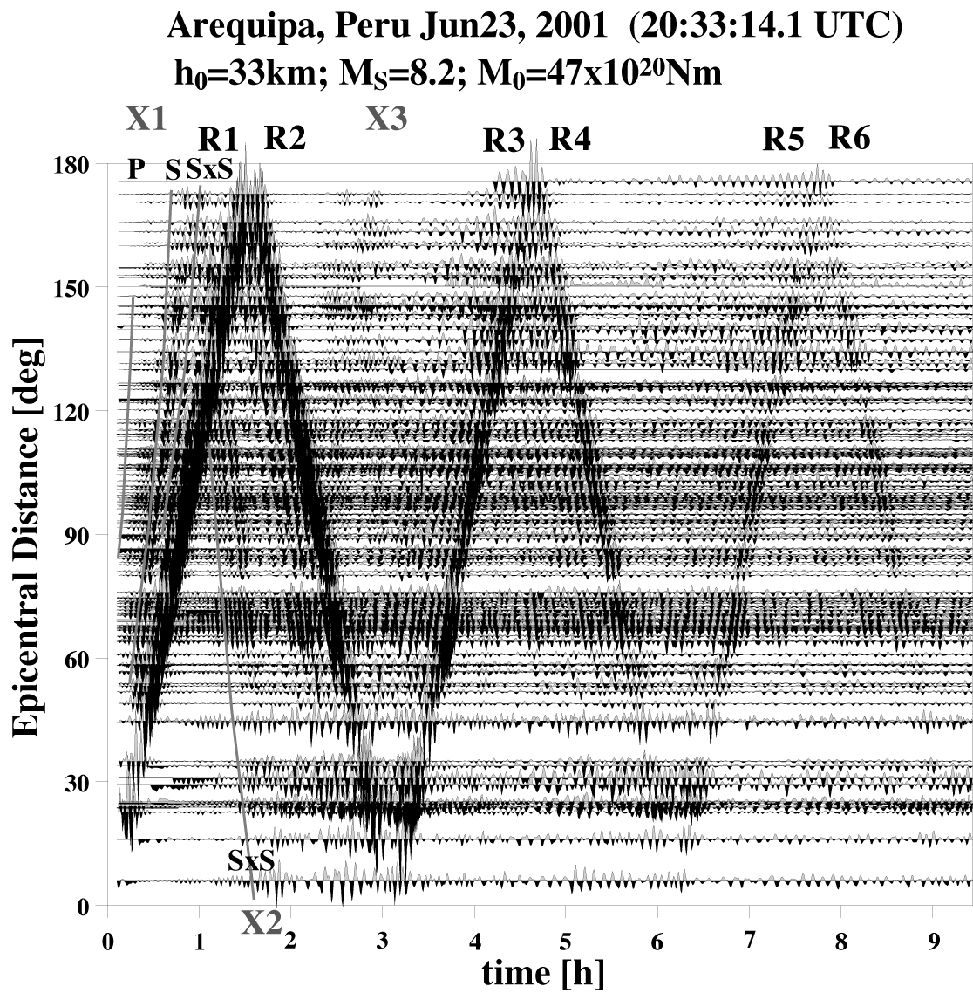 Arequipa, Peru Jun23, 2001 (20:33:14.1 UTC)
h0=33km; MS=8.2; M0=47x10²⁰Nm
X1 X3
R1 R2 R3 R4 R5 R6
P S SxS
180
150
120
90
60
30
0
Epicentral Distance [deg]
SxS
X2
0 1 2 3 4 5 6 7 8 9
time [h]